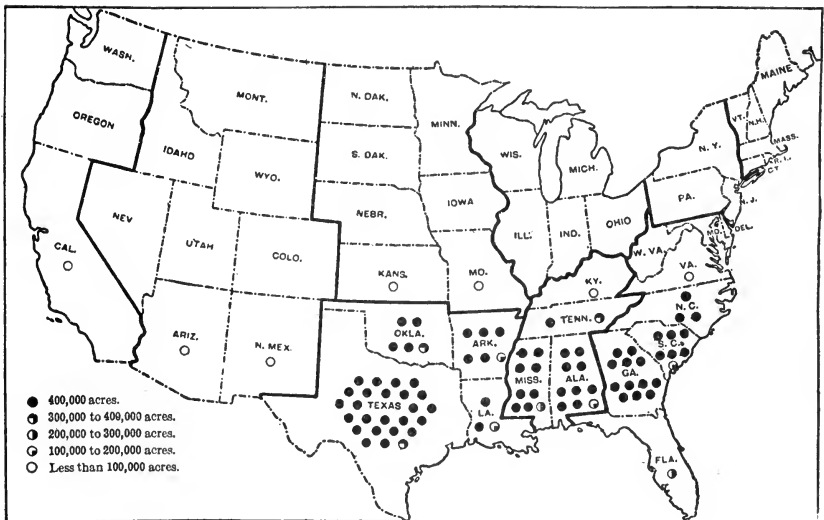 WASH.
OREGON
IDAHO
MONT.
WYO.
NEV
UTAH
COLO.
CAL.
ARIZ.
N. MEX.
N. DAK.
S. DAK.
NEBR.
KANS.
OKLA.
TEXAS
MINN.
IOWA
MO.
ARK.
LA.
WIS.
ILL.
MICH.
IND.
OHIO
KY.
TENN.
MISS.
ALA.
GA.
FLA.
S. C.
N. C.
VA.
W. VA.
MD.
DEL.
N. J.
PA.
N. Y.
CT
R. I.
MASS.
VT.
N. H.
MAINE
400,000 acres.
300,000 to 400,000 acres.
200,000 to 300,000 acres.
100,000 to 200,000 acres.
Less than 100,000 acres.